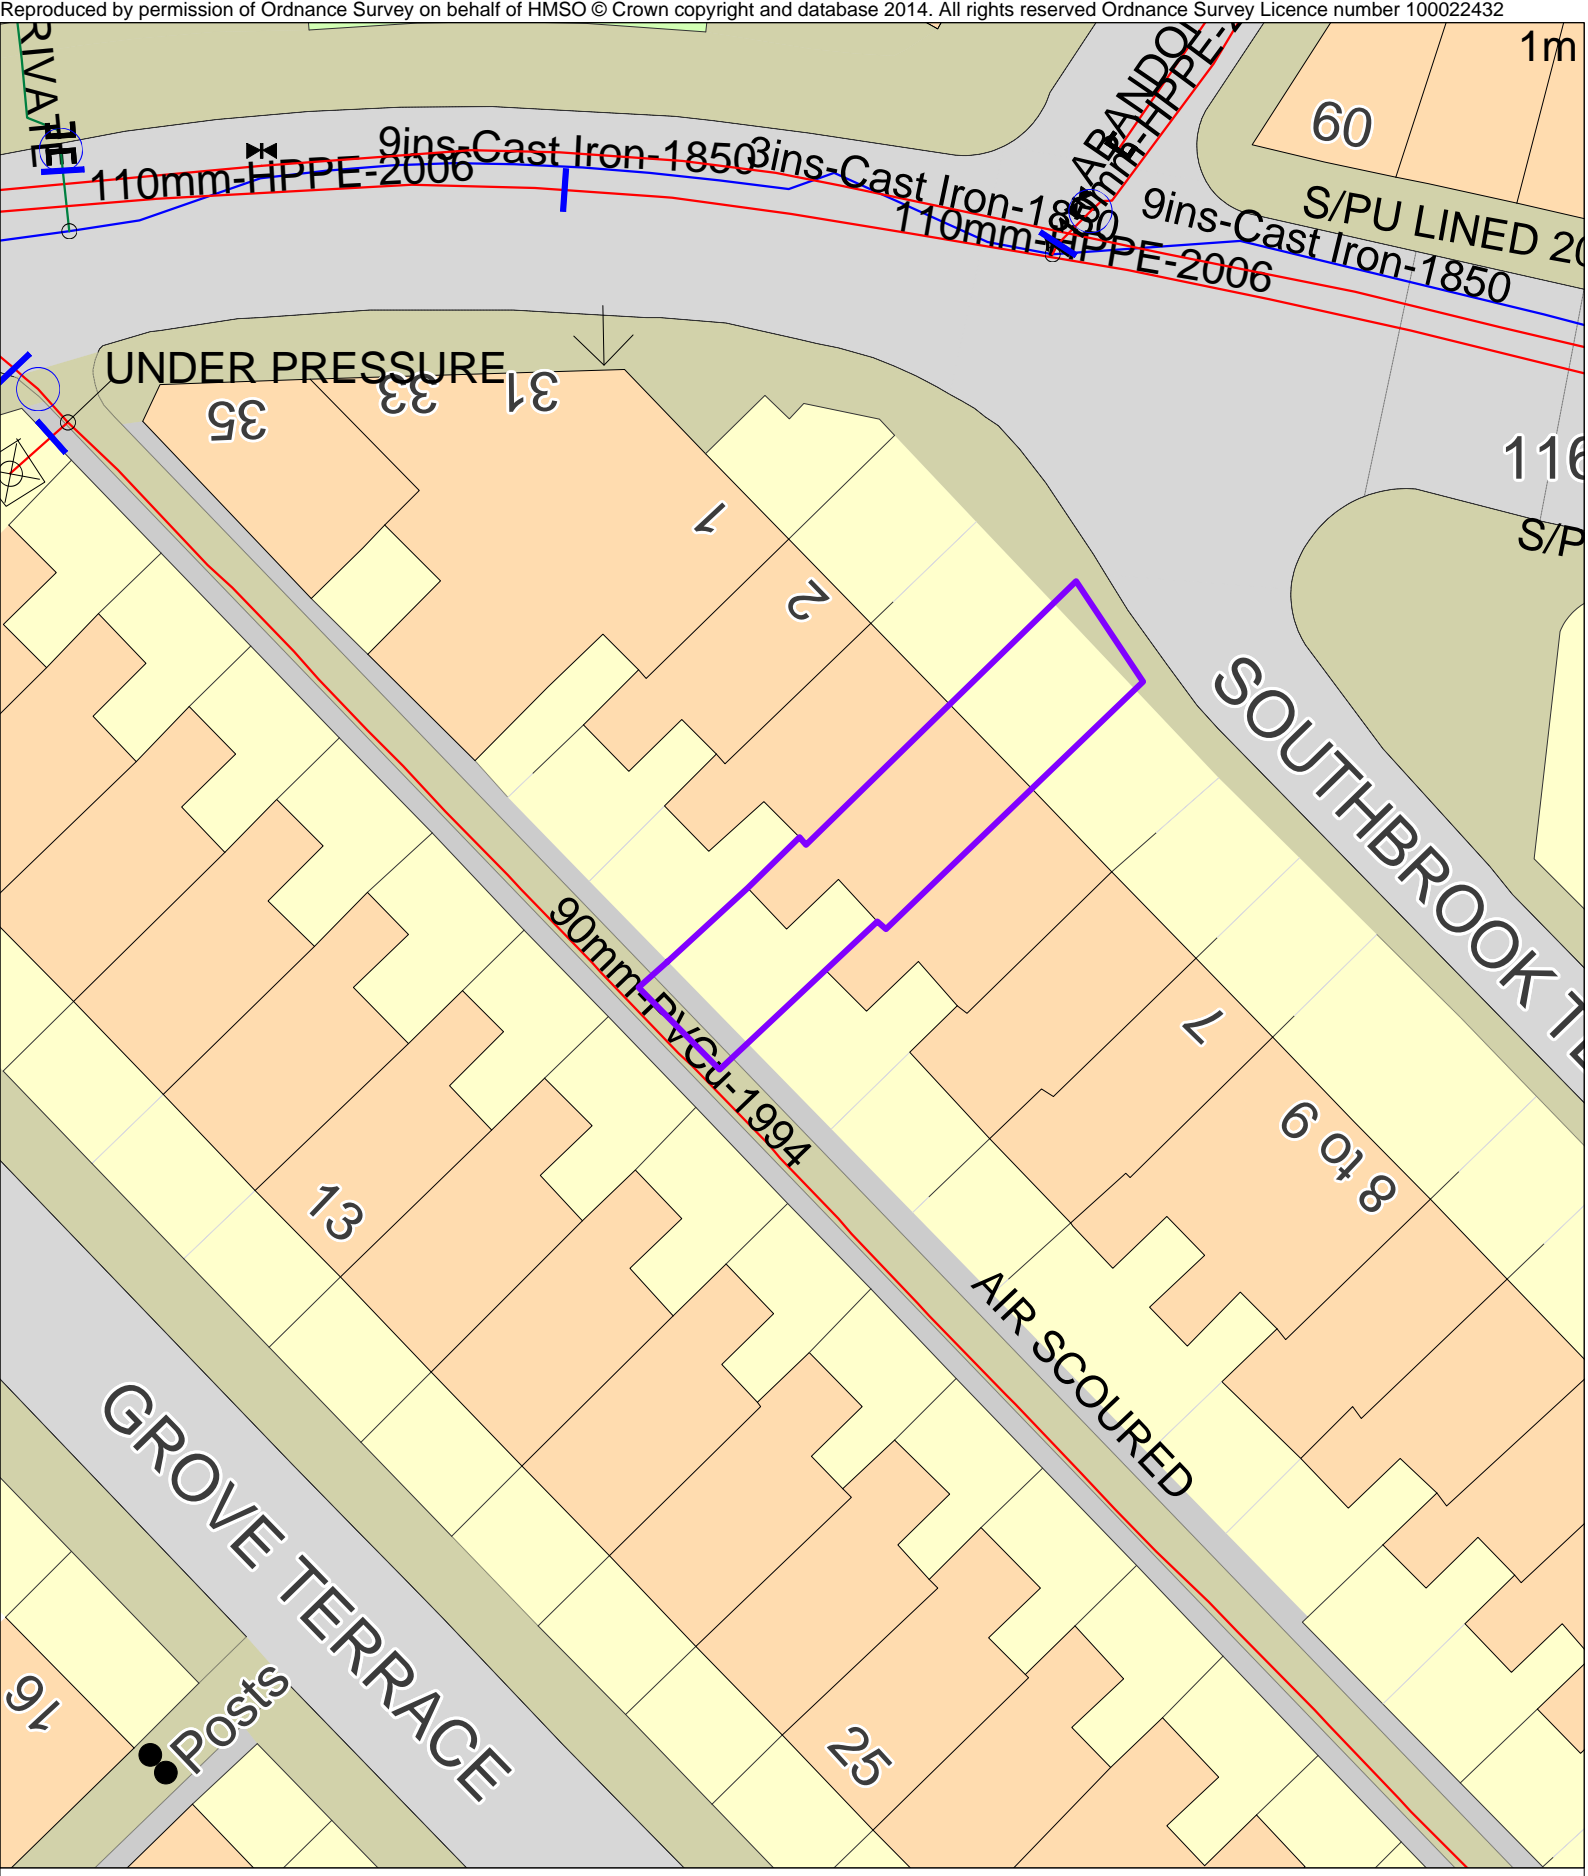 Reproduced by permission of Ordnance Survey on behalf of HMSO © Crown copyright and database 2014. All rights reserved Ordnance Survey Licence number 100022432
1m
60
9ins-Cast Iron-1850
3ins-Cast Iron-1850
110mm-HPPE-2006
110mm-HPPE-2006
9ins-Cast Iron-1850
S/PU LINED 20
UNDER PRESSURE
35
33
31
116
S/P
1
2
SOUTHBROOK TE
90mm-PVCu-1994
7
8 to 9
13
AIR SCOURED
GROVE TERRACE
16
Posts
25